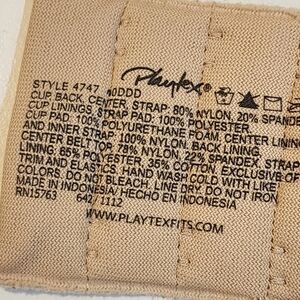 Playtex®
STYLE 4747 40DDD
CUP, BACK, CENTER, STRAP: 80% NYLON, 20% SPANDEX
CUP LININGS, STRAP PAD: 100% POLYESTER.
CUP PAD: 100% POLYURETHANE FOAM. CENTER LINING
AND INNER STRAP: 100% NYLON. BACK LINING,
CENTER BELT TOP: 78% NYLON, 22% SPANDEX. STRAP
LINING: 65% POLYESTER, 35% COTTON. EXCLUSIVE OF
TRIM AND ELASTICS. HAND WASH COLD WITH LIKE
COLORS. DO NOT BLEACH. LINE DRY. DO NOT IRON
MADE IN INDONESIA/ HECHO EN INDONESIA
RN15763 642 / 1112
WWW.PLAYTEXFITS.COM